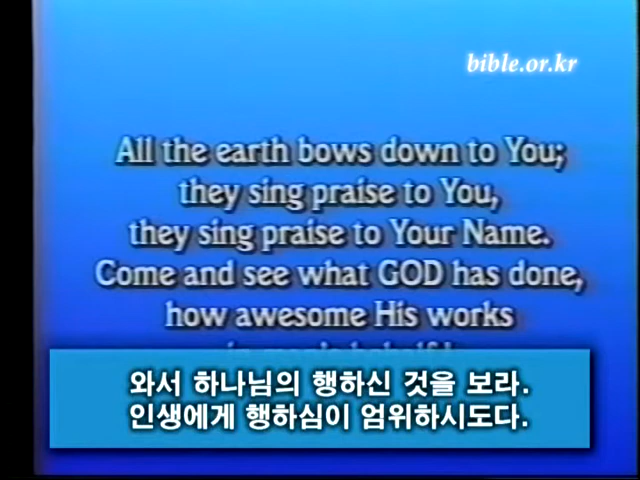 bible.or.kr
All the earth bows down to You;
they sing praise to You,
they sing praise to Your Name.
Come and see what GOD has done,
how awesome His works
와서 하나님의 행하신 것을 보라.
인생에게 행하심이 엄위하시도다.